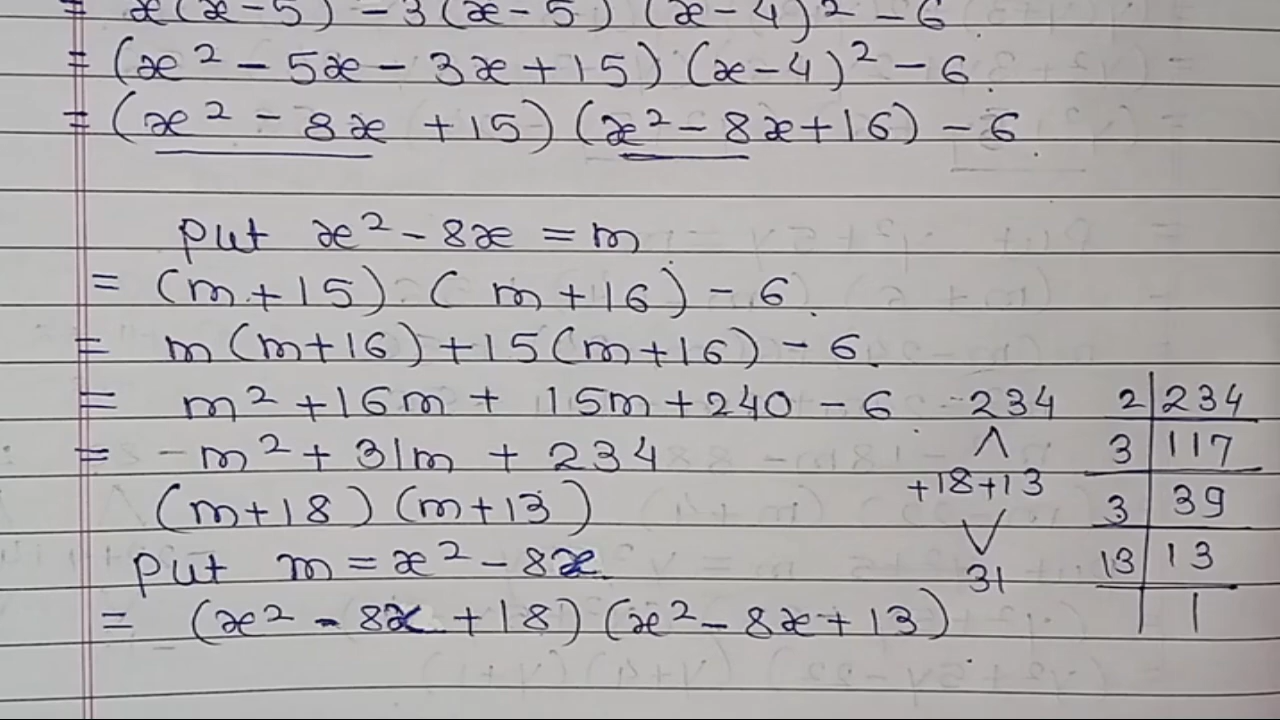 = x(x-5) - 3(x-5) (x-4)² - 6
= (x² - 5x - 3x + 15) (x-4)² - 6
= (x² - 8x + 15) (x² - 8x + 16) - 6
put x² - 8x = m
= (m + 15) (m + 16) - 6
= m(m+16) + 15(m+16) - 6
= m² + 16m + 15m + 240 - 6
= -m² + 31m + 234
(m+18) (m+13)
put m = x² - 8x
= (x² - 8x + 18) (x² - 8x + 13)
234
+18+13
31
2 | 234
3 | 117
3 | 39
13 | 13
| 1